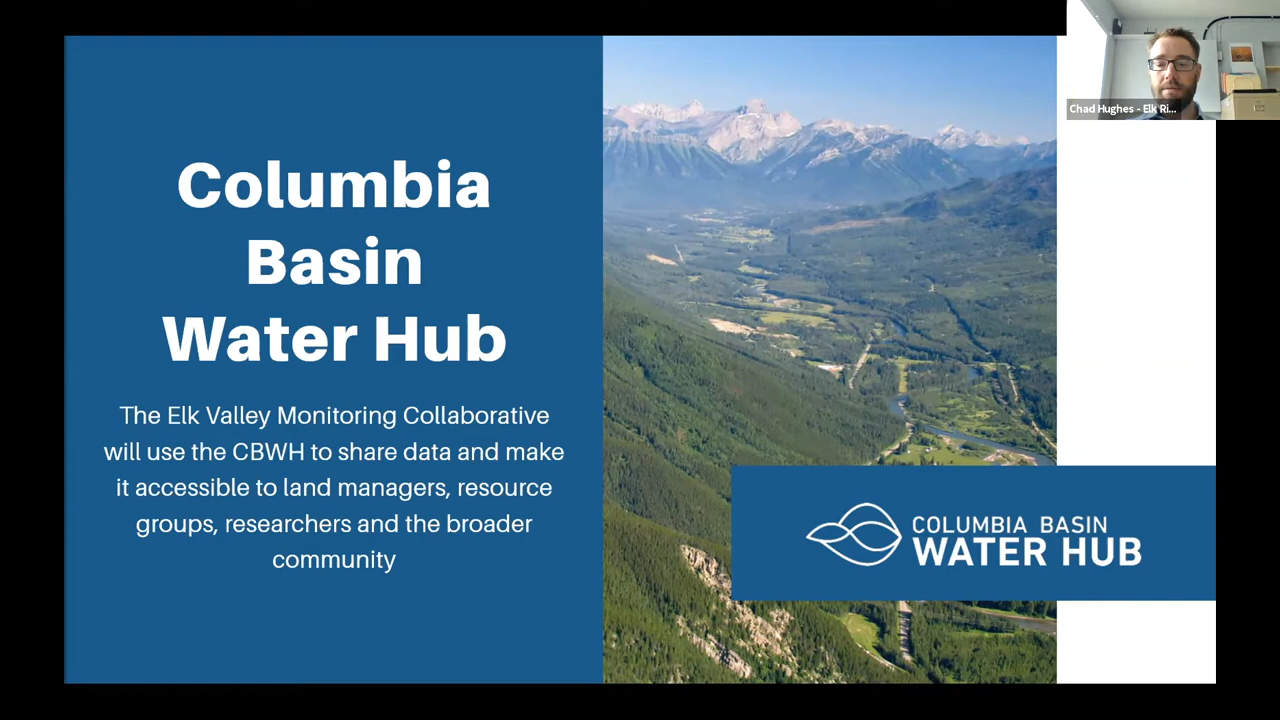 Columbia
Basin
Water Hub
The Elk Valley Monitoring Collaborative
will use the CBWH to share data and make
it accessible to land managers, resource
groups, researchers and the broader
community
COLUMBIA BASIN
WATER HUB
Chad Hughes - Elk Ri...